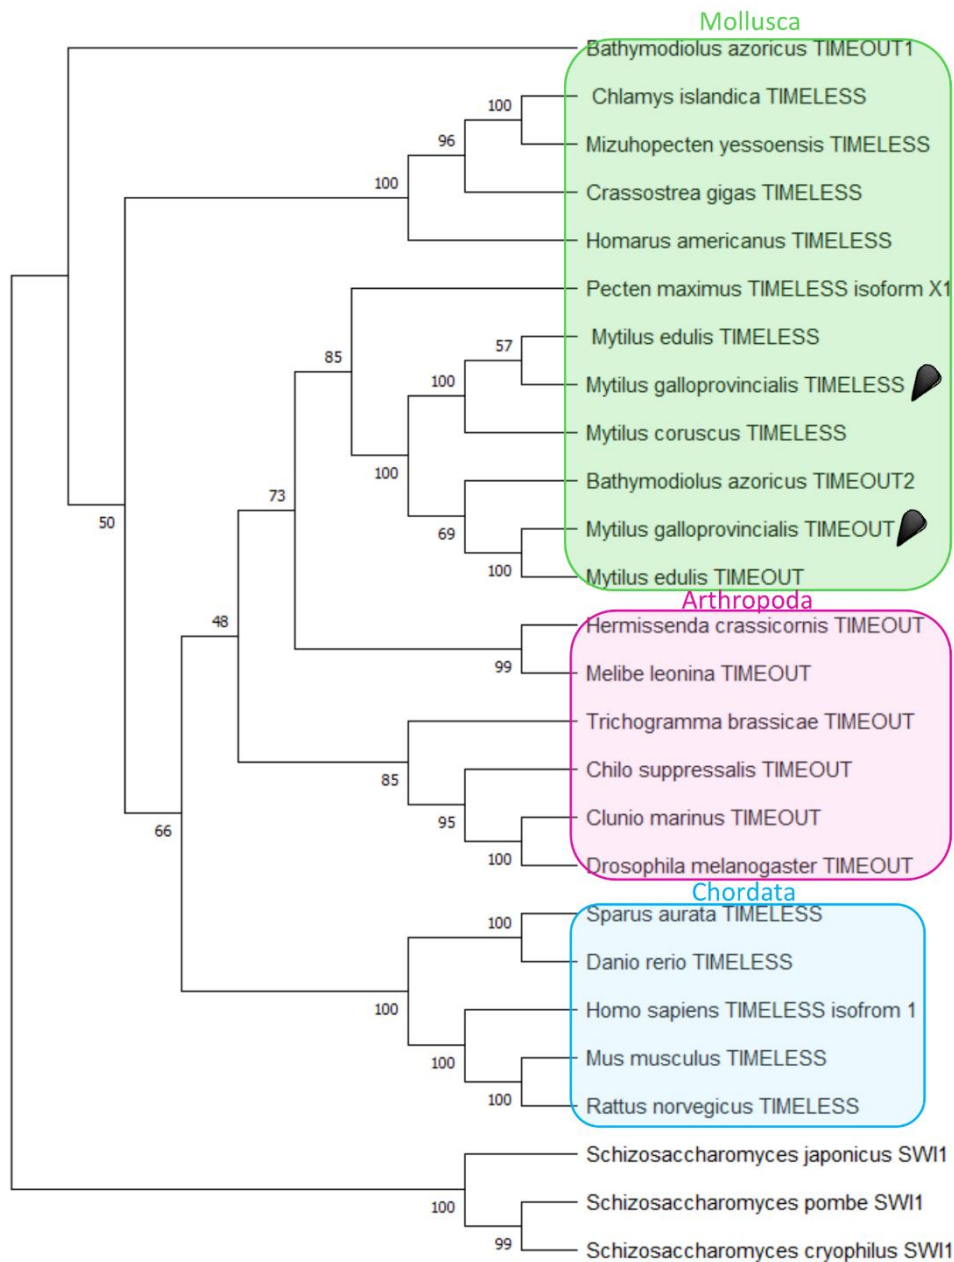 Mollusca
Bathymodiolus azoricus TIMEOUT1
Chlamys islandica TIMELESS
100
96
Mizuhopecten yessoensis TIMELESS
100
Crassostrea gigas TIMELESS
Homarus americanus TIMELESS
Pecten maximus TIMELESS isoform X1
Mytilus edulis TIMELESS
57
85
Mytilus galloprovincialis TIMELESS
100
Mytilus coruscus TIMELESS
100
Bathymodiolus azoricus TIMEOUT2
73
50
Mytilus galloprovincialis TIMEOUT
69
100
Mytilus edulis TIMEOUT
Arthropoda
Hermissenda crassicornis TIMEOUT
48
99
Melibe leonina TIMEOUT
Trichogramma brassicae TIMEOUT
Chilo suppressalis TIMEOUT
85
Clunio marinus TIMEOUT
95
66
100
Drosophila melanogaster TIMEOUT
Chordata
Sparus aurata TIMELESS
100
Danio rerio TIMELESS
Homo sapiens TIMELESS isofrom 1
100
Mus musculus TIMELESS
100
100
Rattus norvegicus TIMELESS
Schizosaccharomyces japonicus SWI1
Schizosaccharomyces pombe SWI1
100
99
Schizosaccharomyces cryophilus SWI1